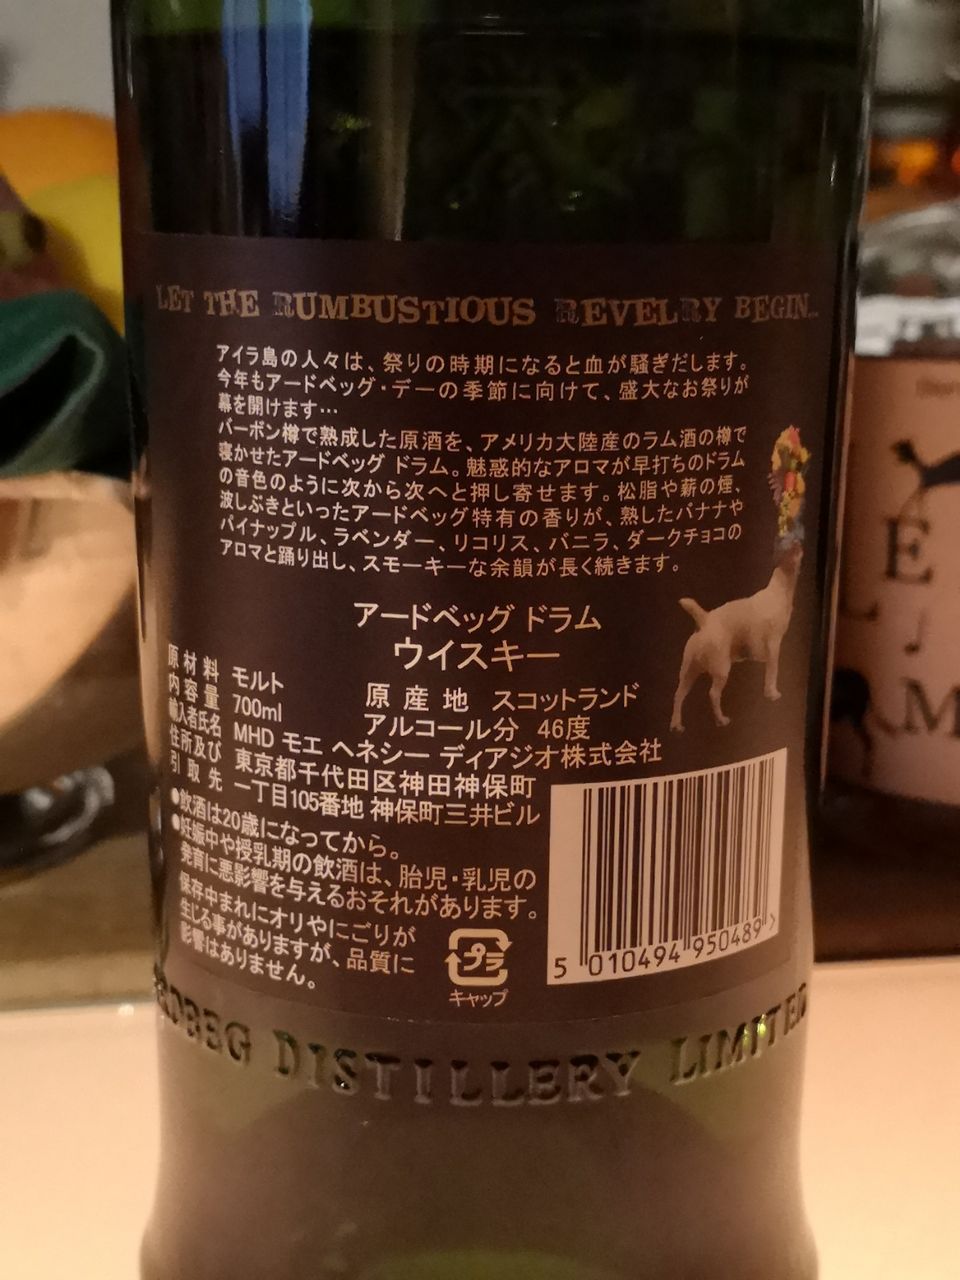 LET THE RUMBUSTIOUS REVELRY BEGIN...
アイラ島の人々は、祭りの時期になると血が騒ぎだします。
今年もアードベッグ・デーの季節に向けて、盛大なお祭りが
幕を開けます…
バーボン樽で熟成した原酒を、アメリカ大陸産のラム酒の樽で
寝かせたアードベッグ ドラム。魅惑的なアロマが早打ちのドラム
の音色のように次から次へと押し寄せます。松脂や薪の煙、
波しぶきといったアードベッグ特有の香りが、熟したバナナや
パイナップル、ラベンダー、リコリス、バニラ、ダークチョコの
アロマと踊り出し、スモーキーな余韻が長く続きます。
アードベッグ ドラム
ウイスキー
原材料 モルト 原産地 スコットランド
内容量 700ml アルコール分 46度
輸入者氏名 MHD モエ ヘネシー ディアジオ株式会社
住所及び 東京都千代田区神田神保町
引取先 一丁目105番地 神保町三井ビル
●飲酒は20歳になってから。
●妊娠中や授乳期の飲酒は、胎児・乳児の
発育に悪影響を与えるおそれがあります。
保存中まれにオリやにごりが
生じる事がありますが、品質に
影響はありません。
プラ
キャップ
5 010494 950489 >
ARDBEG DISTILLERY LIMITED
E
M